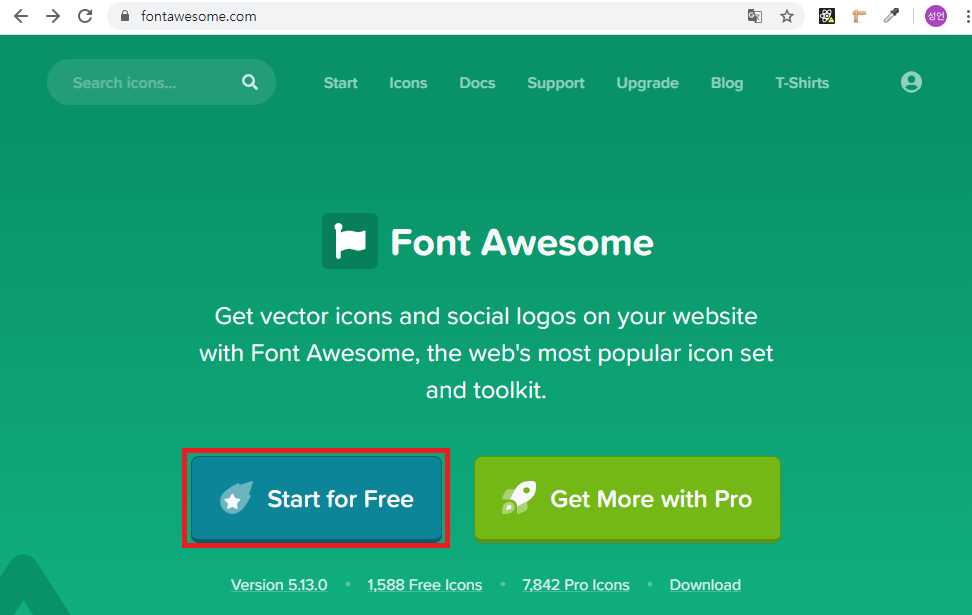 fontawesome.com
성언
Search icons...
Start Icons Docs Support Upgrade Blog T-Shirts
Font Awesome
Get vector icons and social logos on your website
with Font Awesome, the web's most popular icon set
and toolkit.
Start for Free
Get More with Pro
Version 5.13.0 • 1,588 Free Icons • 7,842 Pro Icons • Download